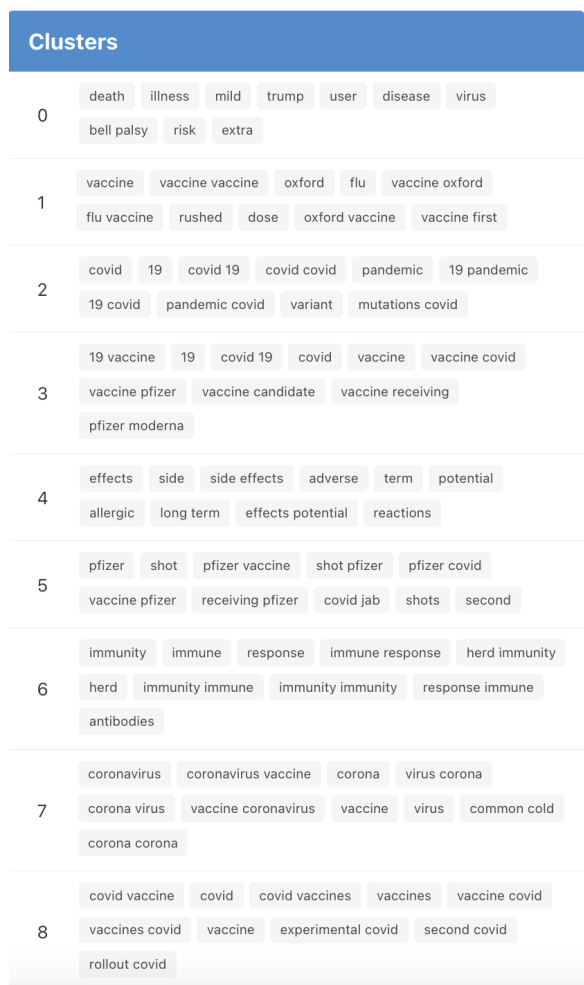 Clusters
death illness mild trump user disease virus
0
bell palsy risk extra
vaccine vaccine vaccine oxford flu vaccine oxford
1
flu vaccine rushed dose oxford vaccine vaccine first
covid 19 covid 19 covid covid pandemic 19 pandemic
2
19 covid pandemic covid variant mutations covid
19 vaccine 19 covid 19 covid vaccine vaccine covid
3
vaccine pfizer vaccine candidate vaccine receiving
pfizer moderna
effects side side effects adverse term potential
4
allergic long term effects potential reactions
pfizer shot pfizer vaccine shot pfizer pfizer covid
5
vaccine pfizer receiving pfizer covid jab shots second
immunity immune response immune response herd immunity
6
herd immunity immune immunity immunity response immune
antibodies
coronavirus coronavirus vaccine corona virus corona
7
corona virus vaccine coronavirus vaccine virus common cold
corona corona
covid vaccine covid covid vaccines vaccines vaccine covid
8
vaccines covid vaccine experimental covid second covid
rollout covid